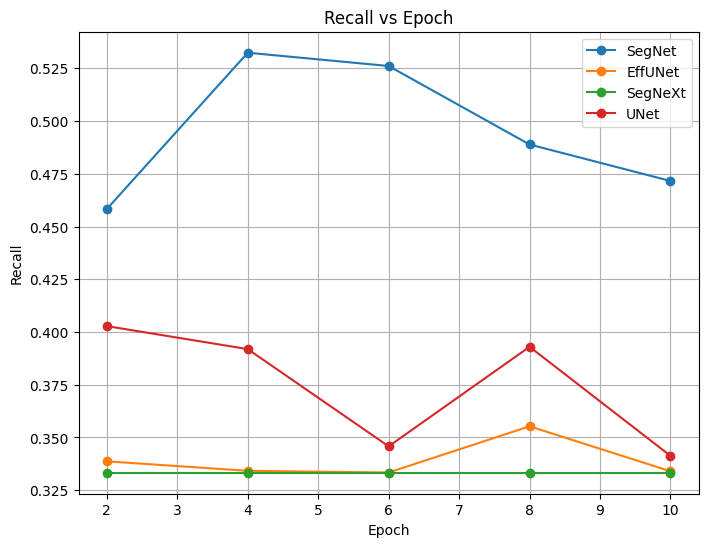 Recall vs Epoch
SegNet
EffUNet
SegNeXt
UNet
Recall
0.525
0.500
0.475
0.450
0.425
0.400
0.375
0.350
0.325
2 3 4 5 6 7 8 9 10
Epoch